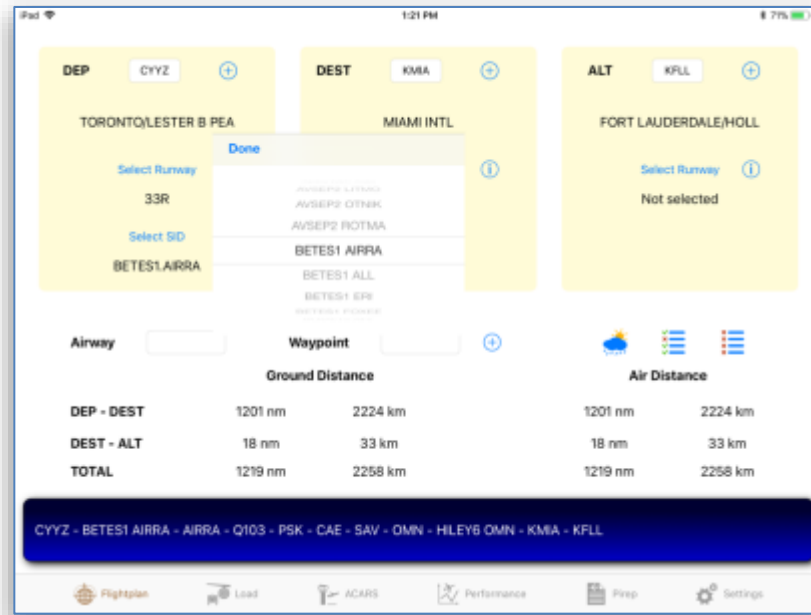 iPad 1:21 PM 71%
DEP CYYZ DEST KMIA ALT KFLL
TORONTO/LESTER B PEA MIAMI INTL FORT LAUDERDALE/HOLL
Done
Select Runway Select Runway
33R Not selected
Select SID
BETES1.AIRRA
AVSEP2 OTNIK
AVSEP2 ROTMA
BETES1 AIRRA
BETES1 ALL
BETES1 ERI
Airway Waypoint
Ground Distance Air Distance
DEP - DEST 1201 nm 2224 km 1201 nm 2224 km
DEST - ALT 18 nm 33 km 18 nm 33 km
TOTAL 1219 nm 2258 km 1219 nm 2258 km
CYYZ - BETES1 AIRRA - AIRRA - Q103 - PSK - CAE - SAV - OMN - HILEY6 OMN - KMIA - KFLL
Flightplan Load ACARS Performance Pirep Settings